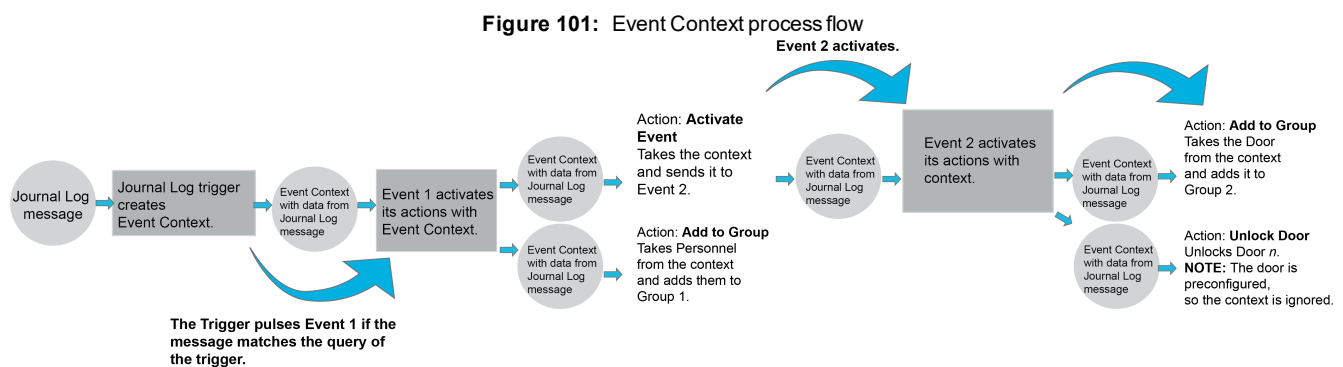 Figure 101: Event Context process flow
Event 2 activates.
Journal Log
message
Journal Log trigger
creates
Event Context.
Event Context
with data from
Journal Log
message
Event 1 activates
its actions with
Event Context.
The Trigger pulses Event 1 if the
message matches the query of
the trigger.
Event Context
with data from
Journal Log
message
Action: Activate
Event
Takes the context
and sends it to
Event 2.
Event Context
with data from
Journal Log
message
Action: Add to Group
Takes Personnel
from the context
and adds them to
Group 1.
Event Context
with data from
Journal Log
message
Event 2 activates
its actions with
context.
Event Context
with data from
Journal Log
message
Action: Add to Group
Takes the Door
from the context
and adds it to
Group 2.
Event Context
with data from
Journal Log
message
Action: Unlock Door
Unlocks Door n.
NOTE: The door is
preconfigured,
so the context is ignored.